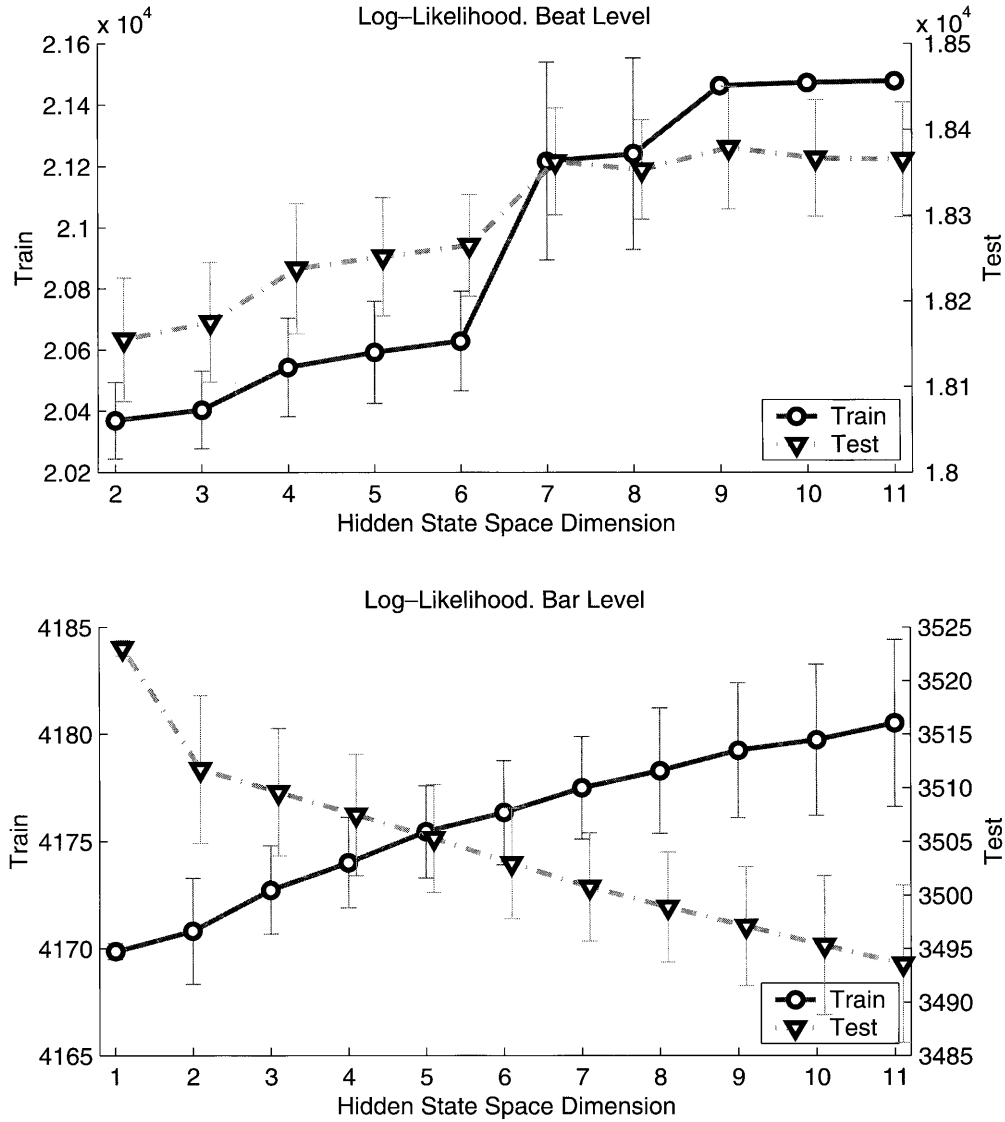 Log–Likelihood. Beat Level
x 10^4
x 10^4
2.16
2.14
2.12
2.1
2.08
2.06
2.04
2.02
Train
1.85
1.84
1.83
1.82
1.81
1.8
Test
Train
Test
2 3 4 5 6 7 8 9 10 11
Hidden State Space Dimension
Log–Likelihood. Bar Level
4185
4180
4175
4170
4165
Train
3525
3520
3515
3510
3505
3500
3495
3490
3485
Test
Train
Test
1 2 3 4 5 6 7 8 9 10 11
Hidden State Space Dimension